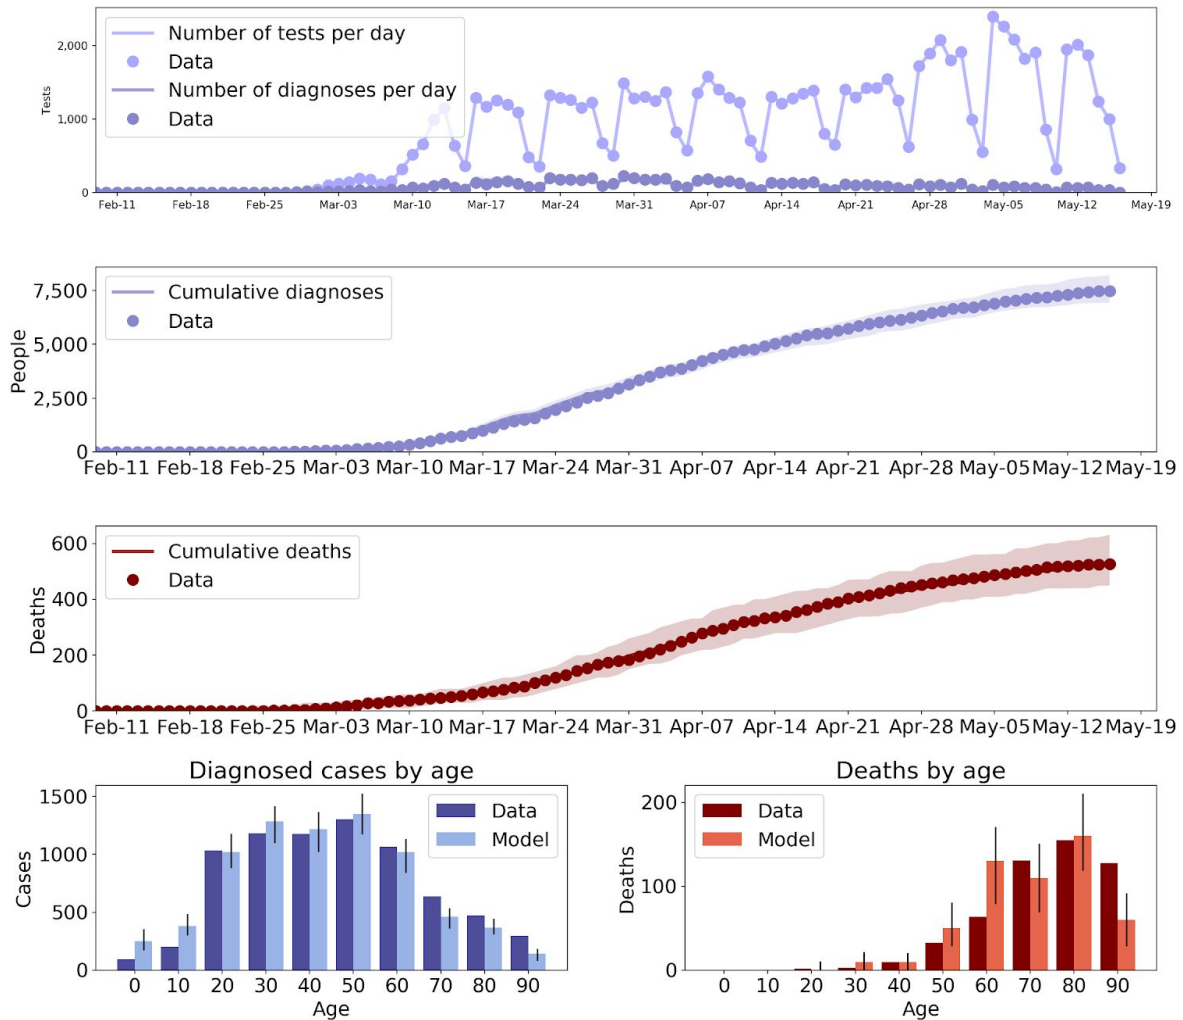 Number of tests per day
Data
Number of diagnoses per day
Data
Tests
2,000
1,000
0
Feb-11 Feb-18 Feb-25 Mar-03 Mar-10 Mar-17 Mar-24 Mar-31 Apr-07 Apr-14 Apr-21 Apr-28 May-05 May-12 May-19
Cumulative diagnoses
Data
People
7,500
5,000
2,500
0
Feb-11 Feb-18 Feb-25 Mar-03 Mar-10 Mar-17 Mar-24 Mar-31 Apr-07 Apr-14 Apr-21 Apr-28 May-05 May-12 May-19
Cumulative deaths
Data
Deaths
600
400
200
0
Feb-11 Feb-18 Feb-25 Mar-03 Mar-10 Mar-17 Mar-24 Mar-31 Apr-07 Apr-14 Apr-21 Apr-28 May-05 May-12 May-19
Diagnosed cases by age
Data
Model
Cases
1500
1000
500
0
0 10 20 30 40 50 60 70 80 90
Age
Deaths by age
Data
Model
Deaths
200
100
0
0 10 20 30 40 50 60 70 80 90
Age